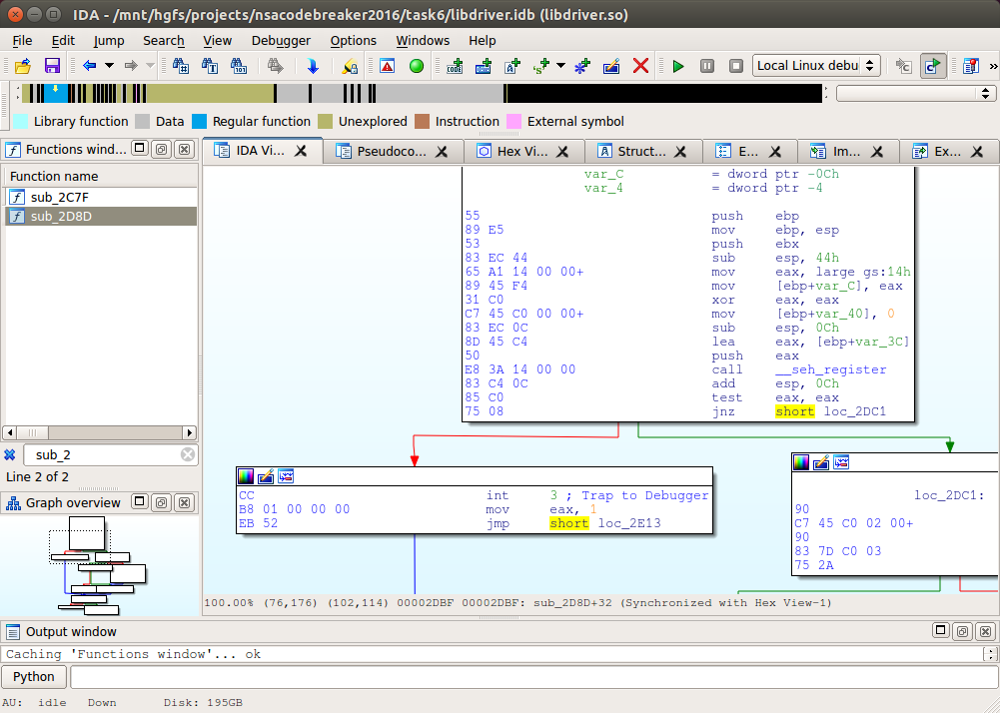 IDA - /mnt/hgfs/projects/nsacodebreaker2016/task6/libdriver.idb (libdriver.so)
File Edit Jump Search View Debugger Options Windows Help
Local Linux debu
Library function Data Regular function Unexplored Instruction External symbol
Functions wind...
IDA Vi... Pseudoco... Hex Vi... Struct... E... Im... Ex...
Function name
sub_2C7F
sub_2D8D
sub_2
Line 2 of 2
Graph overview
var_C = dword ptr -0Ch
var_4 = dword ptr -4
55 push ebp
89 E5 mov ebp, esp
53 push ebx
83 EC 44 sub esp, 44h
65 A1 14 00 00+ mov eax, large gs:14h
89 45 F4 mov [ebp+var_C], eax
31 C0 xor eax, eax
C7 45 C0 00 00+ mov [ebp+var_40], 0
83 EC 0C sub esp, 0Ch
8D 45 C4 lea eax, [ebp+var_3C]
50 push eax
E8 3A 14 00 00 call __seh_register
83 C4 0C add esp, 0Ch
85 C0 test eax, eax
75 08 jnz short loc_2DC1
CC int 3 ; Trap to Debugger
B8 01 00 00 00 mov eax, 1
EB 52 jmp short loc_2E13
loc_2DC1:
90
C7 45 C0 02 00+
90
83 7D C0 03
75 2A
100.00% (76,176) (102,114) 00002DBF 00002DBF: sub_2D8D+32 (Synchronized with Hex View-1)
Output window
Caching 'Functions window'... ok
Python
AU: idle Down Disk: 195GB